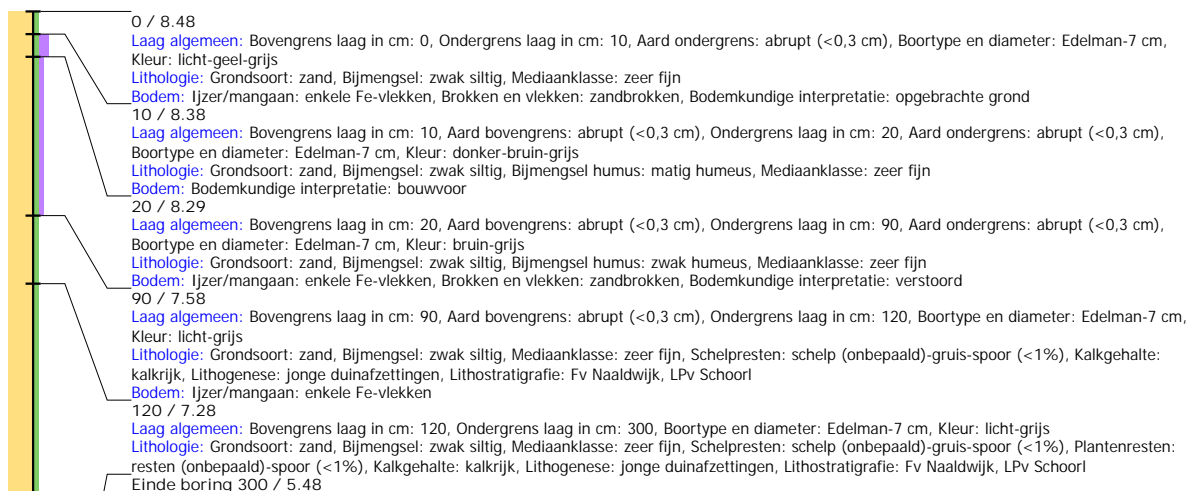 0 / 8.48
Laag algemeen: Bovengrens laag in cm: 0, Ondergrens laag in cm: 10, Aard ondergrens: abrupt (<0,3 cm), Boortype en diameter: Edelman-7 cm,
Kleur: licht-geel-grijs
Lithologie: Grondsoort: zand, Bijmengsel: zwak siltig, Mediaanklasse: zeer fijn
Bodem: Ijzer/mangaan: enkele Fe-vlekken, Brokken en vlekken: zandbrokken, Bodemkundige interpretatie: opgebrachte grond
10 / 8.38
Laag algemeen: Bovengrens laag in cm: 10, Aard bovengrens: abrupt (<0,3 cm), Ondergrens laag in cm: 20, Aard ondergrens: abrupt (<0,3 cm),
Boortype en diameter: Edelman-7 cm, Kleur: donker-bruin-grijs
Lithologie: Grondsoort: zand, Bijmengsel: zwak siltig, Bijmengsel humus: matig humeus, Mediaanklasse: zeer fijn
Bodem: Bodemkundige interpretatie: bouwvoor
20 / 8.29
Laag algemeen: Bovengrens laag in cm: 20, Aard bovengrens: abrupt (<0,3 cm), Ondergrens laag in cm: 90, Aard ondergrens: abrupt (<0,3 cm),
Boortype en diameter: Edelman-7 cm, Kleur: bruin-grijs
Lithologie: Grondsoort: zand, Bijmengsel: zwak siltig, Bijmengsel humus: zwak humeus, Mediaanklasse: zeer fijn
Bodem: Ijzer/mangaan: enkele Fe-vlekken, Brokken en vlekken: zandbrokken, Bodemkundige interpretatie: verstoord
90 / 7.58
Laag algemeen: Bovengrens laag in cm: 90, Aard bovengrens: abrupt (<0,3 cm), Ondergrens laag in cm: 120, Boortype en diameter: Edelman-7 cm,
Kleur: licht-grijs
Lithologie: Grondsoort: zand, Bijmengsel: zwak siltig, Mediaanklasse: zeer fijn, Schelpresten: schelp (onbepaald)-gruis-spoor (<1%), Kalkgehalte:
kalkrijk, Lithogenese: jonge duinafzettingen, Lithostratigrafie: Fv Naaldwijk, LPv Schoorl
Bodem: Ijzer/mangaan: enkele Fe-vlekken
120 / 7.28
Laag algemeen: Bovengrens laag in cm: 120, Ondergrens laag in cm: 300, Boortype en diameter: Edelman-7 cm, Kleur: licht-grijs
Lithologie: Grondsoort: zand, Bijmengsel: zwak siltig, Mediaanklasse: zeer fijn, Schelpresten: schelp (onbepaald)-gruis-spoor (<1%), Plantenresten:
resten (onbepaald)-spoor (<1%), Kalkgehalte: kalkrijk, Lithogenese: jonge duinafzettingen, Lithostratigrafie: Fv Naaldwijk, LPv Schoorl
Einde boring 300 / 5.48